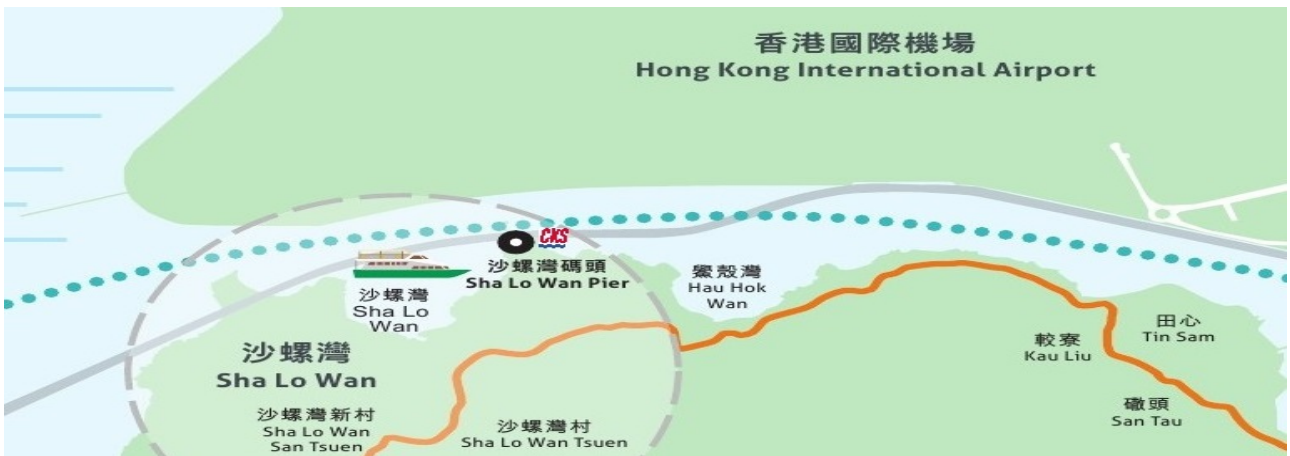 香港國際機場
Hong Kong International Airport
CKS
沙螺灣碼頭
Sha Lo Wan Pier
沙螺灣
Sha Lo
Wan
鱟殼灣
Hau Hok
Wan
田心
Tin Sam
較寮
Kau Liu
沙螺灣
Sha Lo Wan
䃟頭
San Tau
沙螺灣新村
Sha Lo Wan
San Tsuen
沙螺灣村
Sha Lo Wan Tsuen